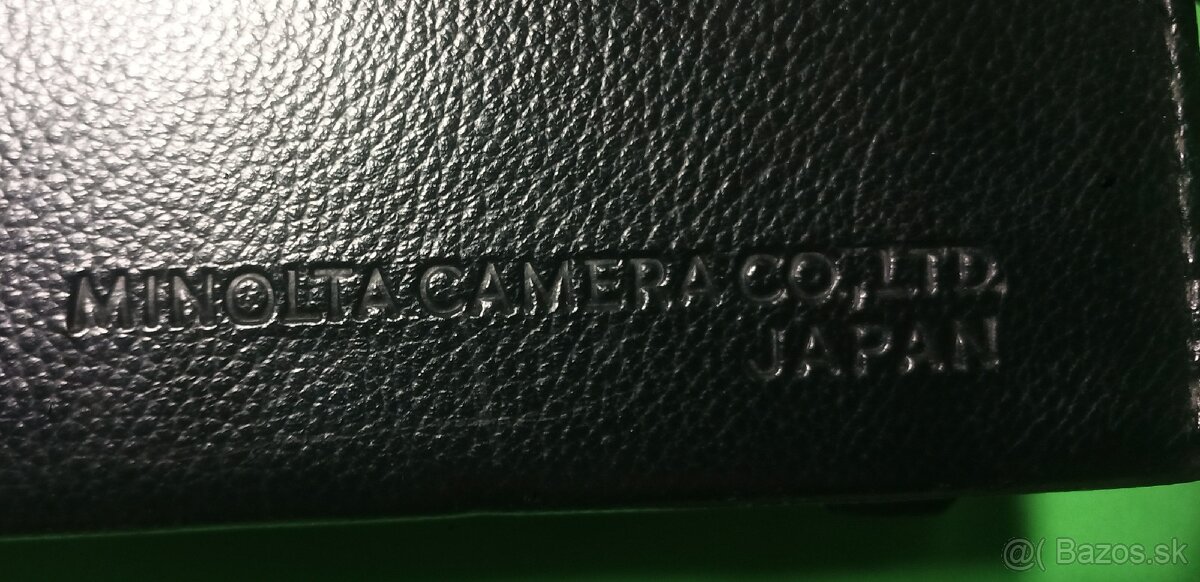 MINOLTA CAMERA CO., LTD.
JAPAN
@( Bazos.sk